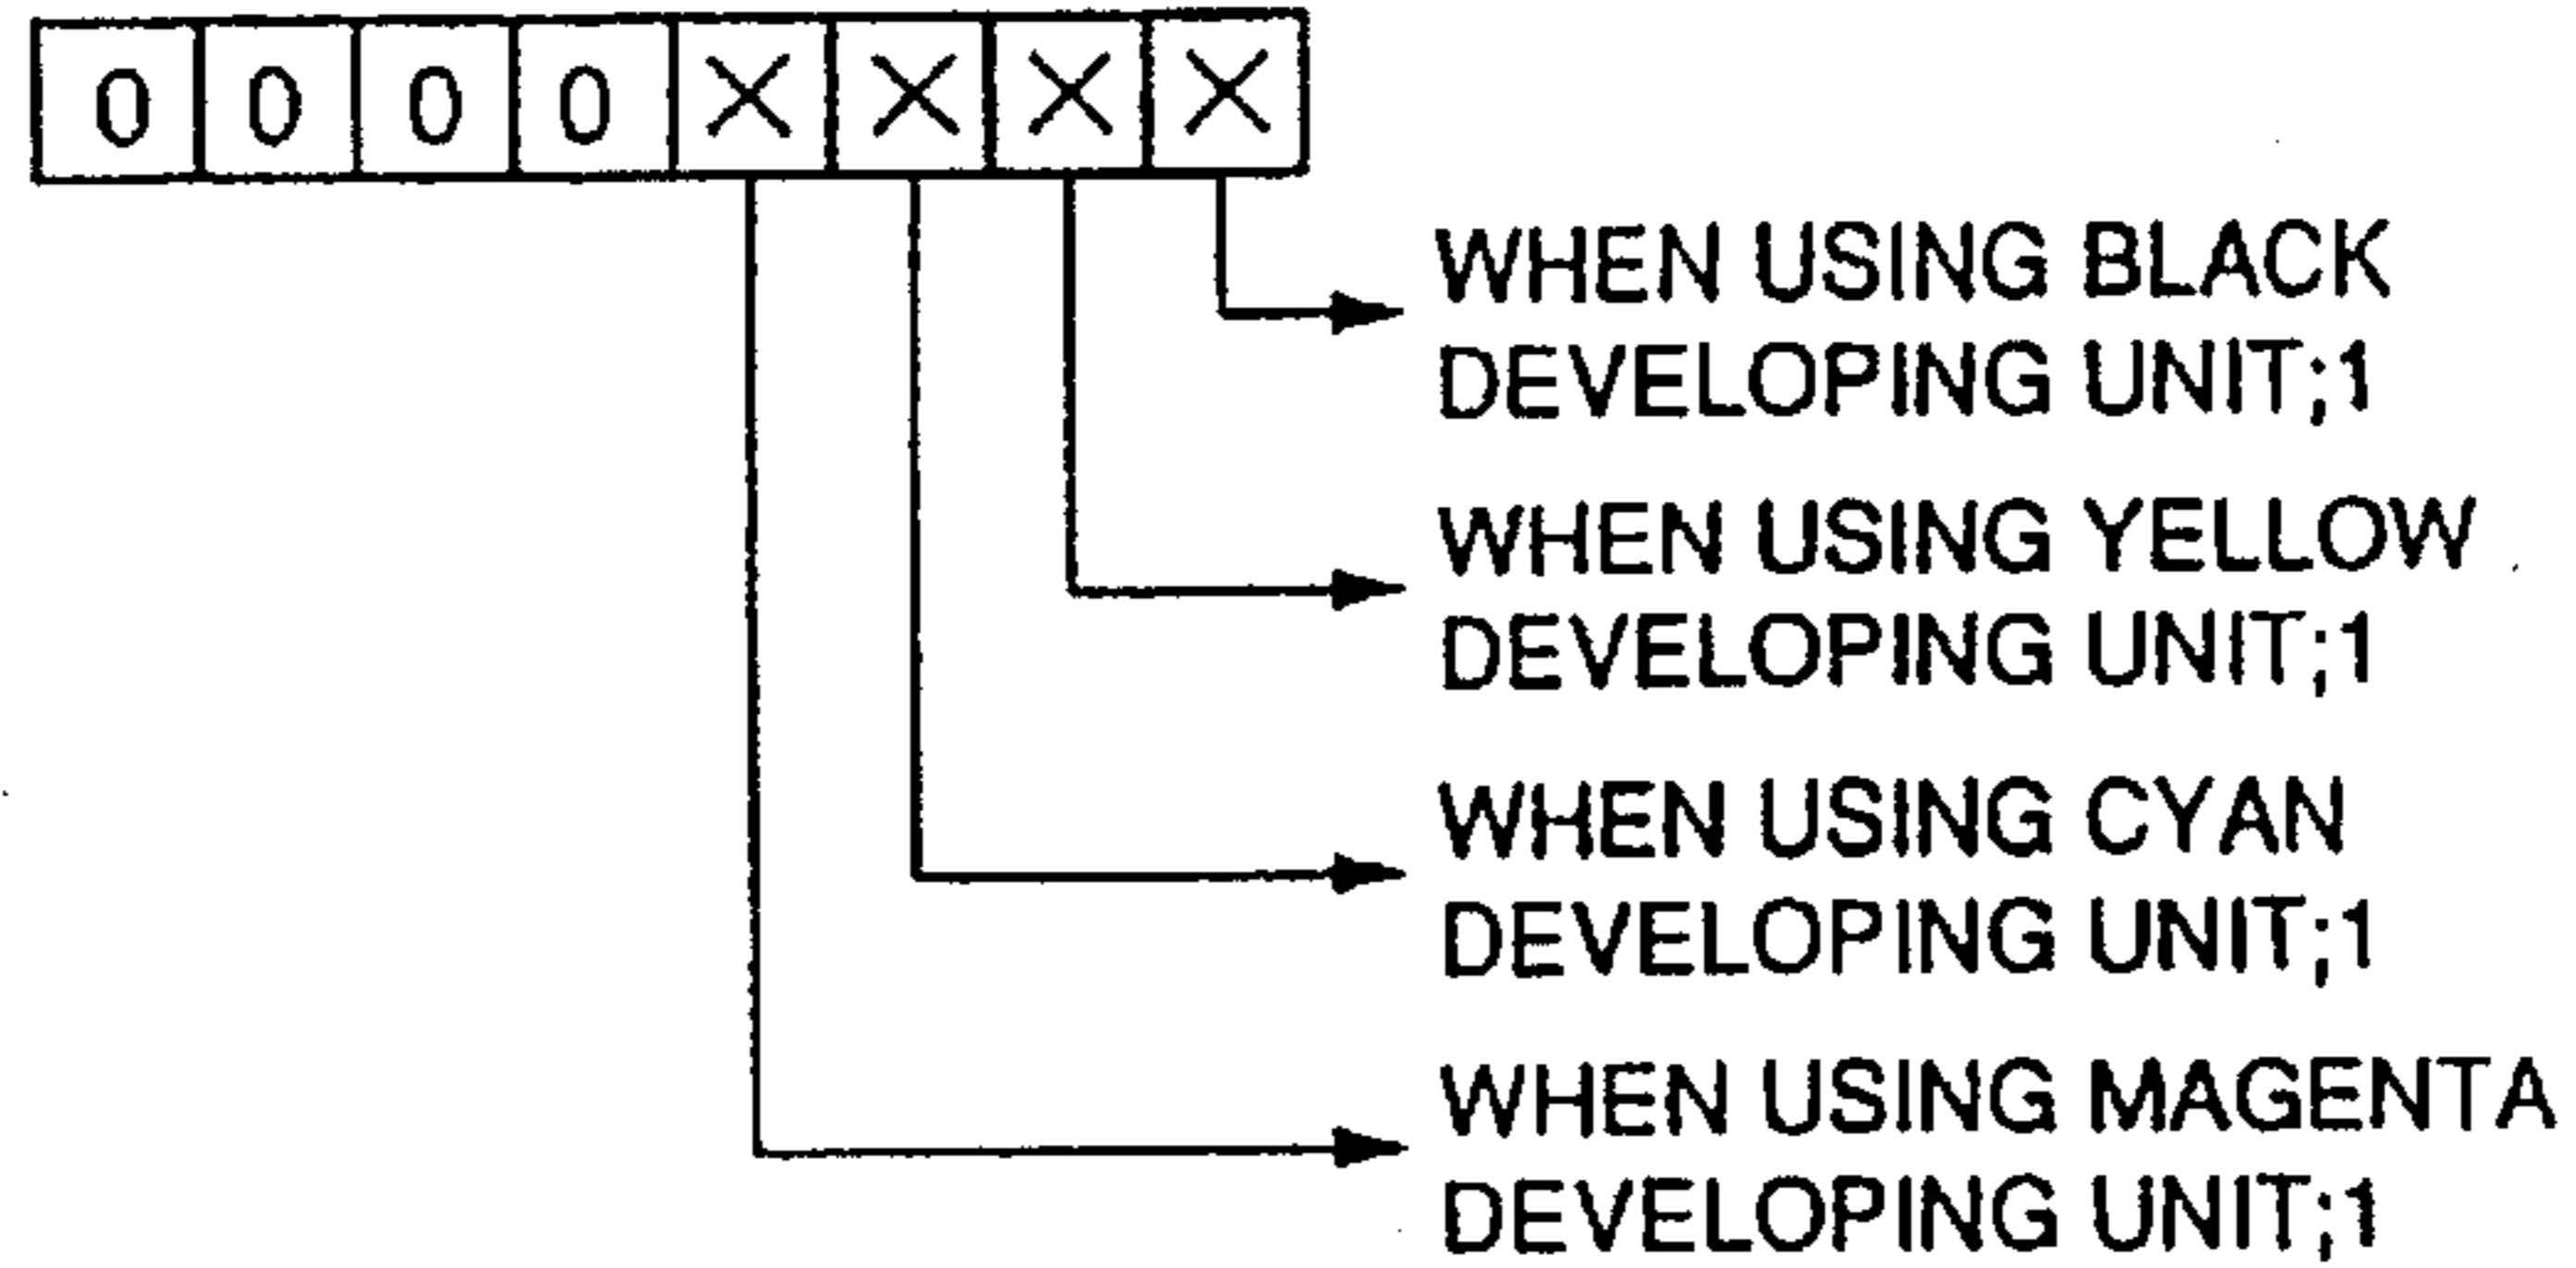 0 0 0 0 X X X X
WHEN USING BLACK
DEVELOPING UNIT;1
WHEN USING YELLOW
DEVELOPING UNIT;1
WHEN USING CYAN
DEVELOPING UNIT;1
WHEN USING MAGENTA
DEVELOPING UNIT;1